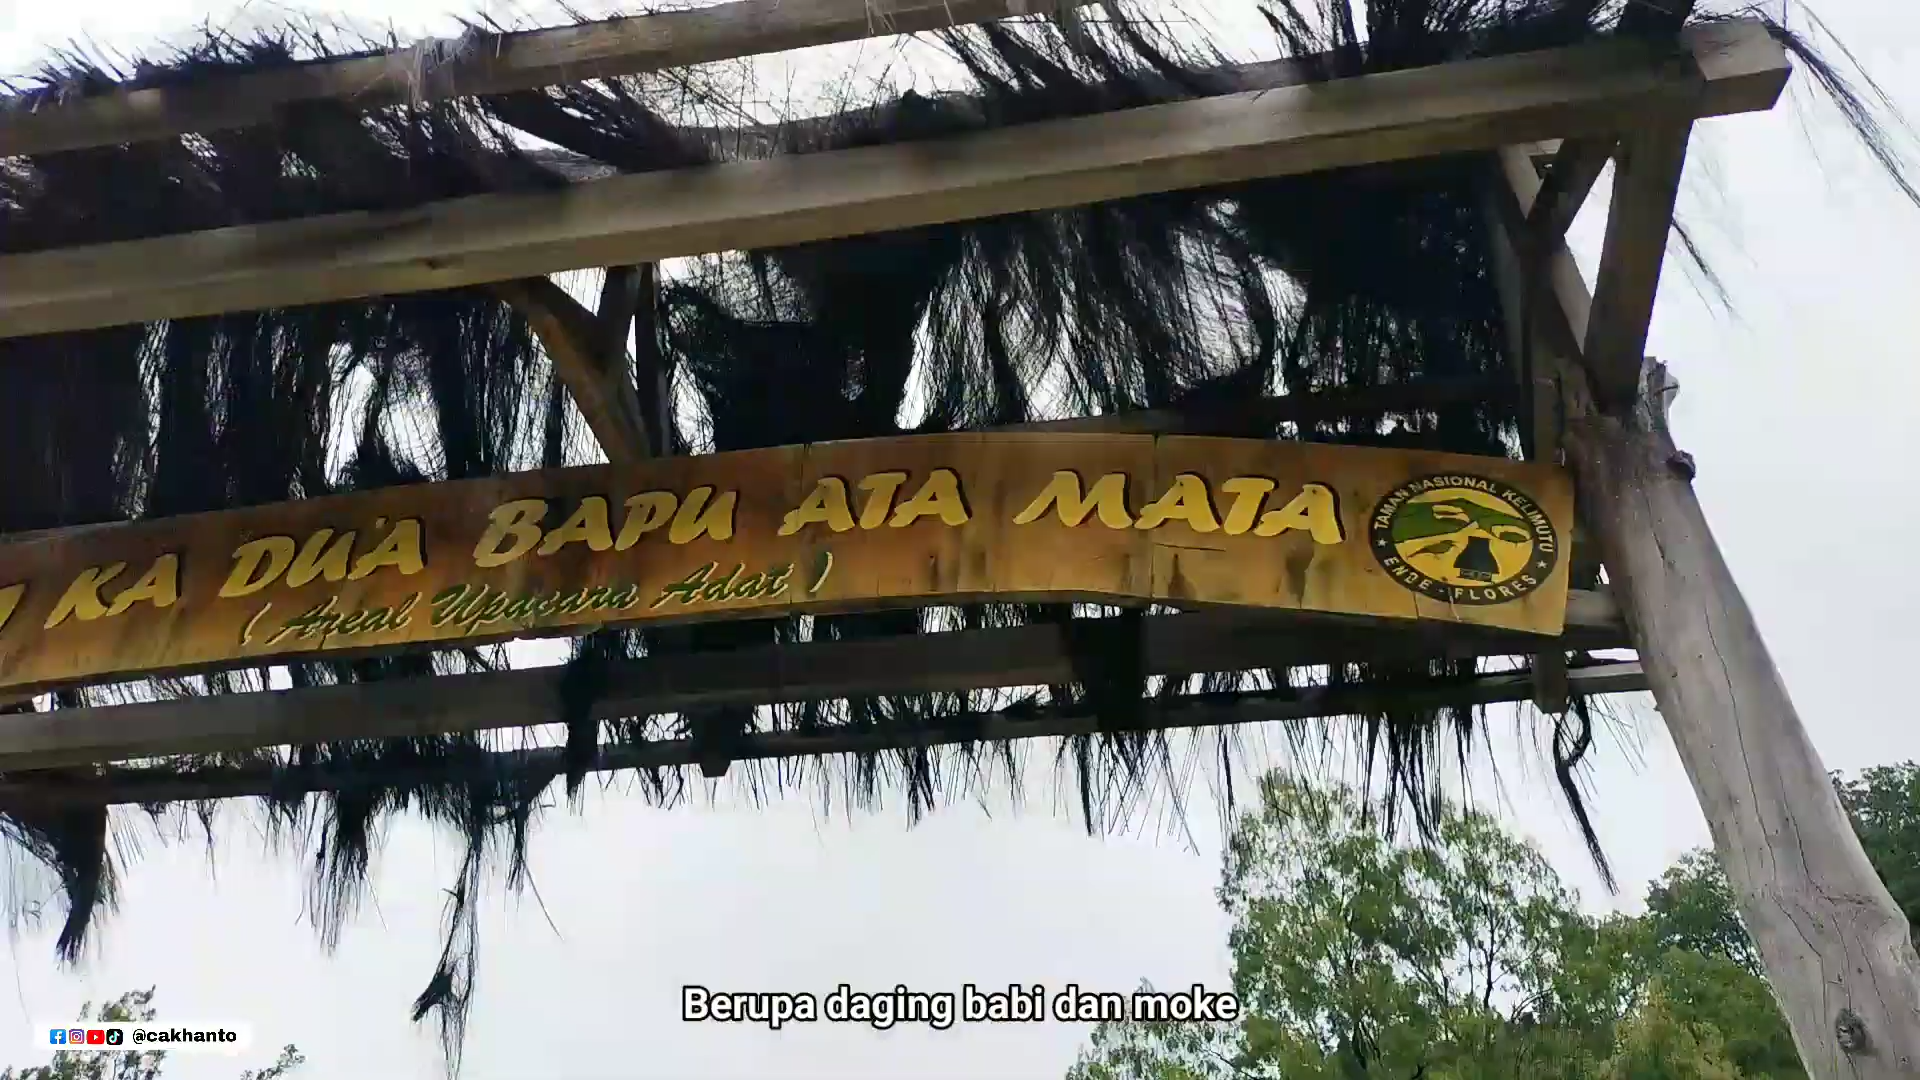 KA DU'A BAPU ATA MATA
( Areal Upacara Adat )
TAMAN NASIONAL KELIMUTU
ENDE - FLORES
Berupa daging babi dan moke
@cakhanto